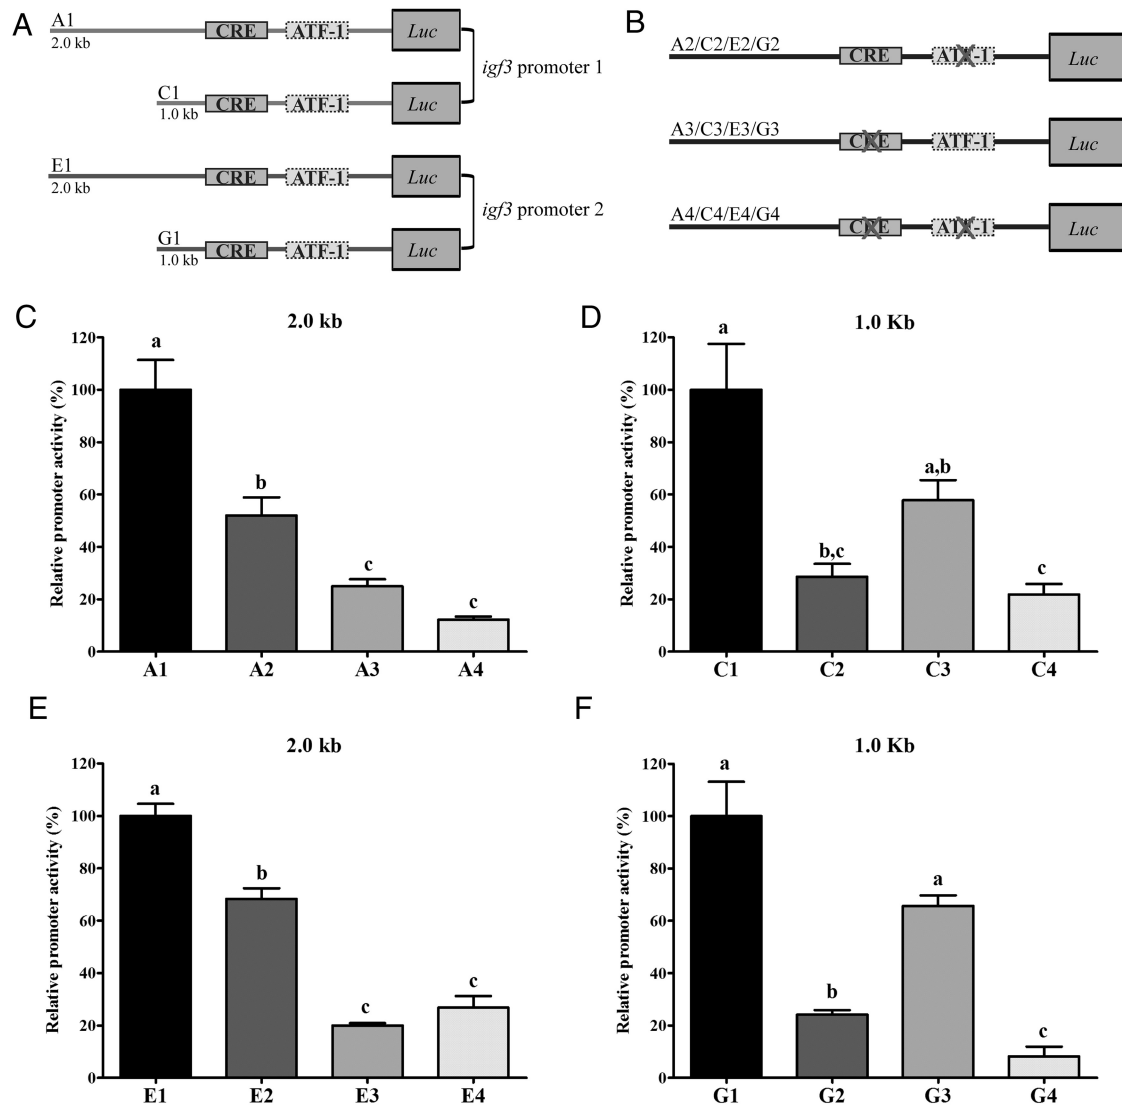 A
A1
2.0 kb
CRE
ATF-1
Luc
C1
1.0 kb
CRE
ATF-1
Luc
igf3 promoter 1
E1
2.0 kb
CRE
ATF-1
Luc
G1
1.0 kb
CRE
ATF-1
Luc
igf3 promoter 2
B
A2/C2/E2/G2
CRE
ATF-1
Luc
A3/C3/E3/G3
CRE
ATF-1
Luc
A4/C4/E4/G4
CRE
ATF-1
Luc
C
2.0 kb
Relative promoter activity (%)
120
100
80
60
40
20
0
a
b
c
c
A1
A2
A3
A4
D
1.0 Kb
Relative promoter activity (%)
120
100
80
60
40
20
0
a
b,c
a,b
c
C1
C2
C3
C4
E
2.0 kb
Relative promoter activity (%)
120
100
80
60
40
20
0
a
b
c
c
E1
E2
E3
E4
F
1.0 Kb
Relative promoter activity (%)
120
100
80
60
40
20
0
a
b
a
c
G1
G2
G3
G4